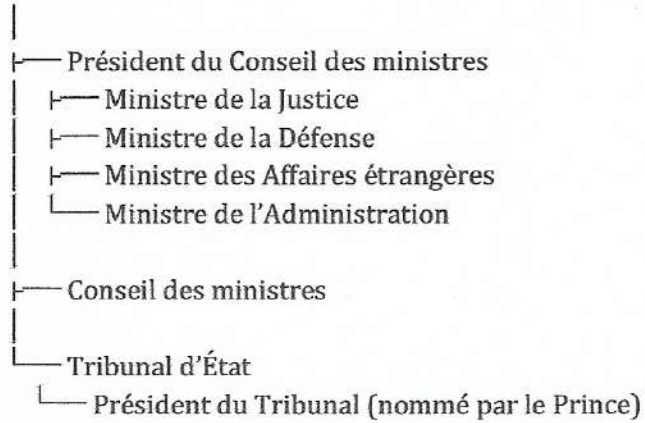 Président du Conseil des ministres
Ministre de la Justice
Ministre de la Défense
Ministre des Affaires étrangères
Ministre de l'Administration
Conseil des ministres
Tribunal d'État
Président du Tribunal (nommé par le Prince)